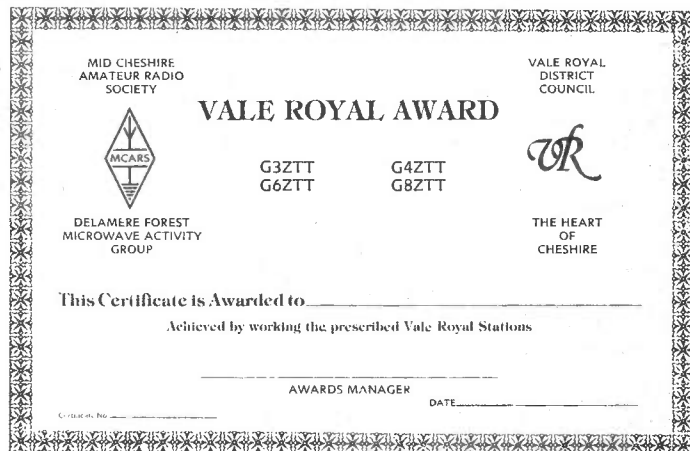 MID CHESHIRE
AMATEUR RADIO
SOCIETY
VALE ROYAL
DISTRICT
COUNCIL
VALE ROYAL AWARD
MCARS
VR
G3ZTT G4ZTT
G6ZTT G8ZTT
DELAMERE FOREST
MICROWAVE ACTIVITY
GROUP
THE HEART
OF
CHESHIRE
This Certificate is Awarded to
Achieved by working the prescribed Vale Royal Stations
AWARDS MANAGER
DATE
Certificate No